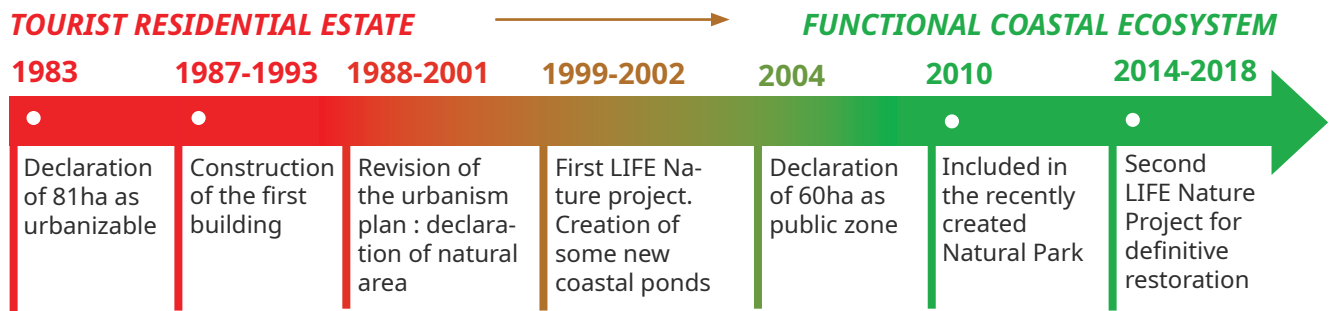 TOURIST RESIDENTIAL ESTATE
FUNCTIONAL COASTAL ECOSYSTEM
1983
Declaration
of 81ha as
urbanizable
1987-1993
Construction
of the first
building
1988-2001
Revision of
the urbanism
plan : declara-
tion of natural
area
1999-2002
First LIFE Na-
ture project.
Creation of
some new
coastal ponds
2004
Declaration
of 60ha as
public zone
2010
Included in
the recently
created
Natural Park
2014-2018
Second
LIFE Nature
Project for
definitive
restoration